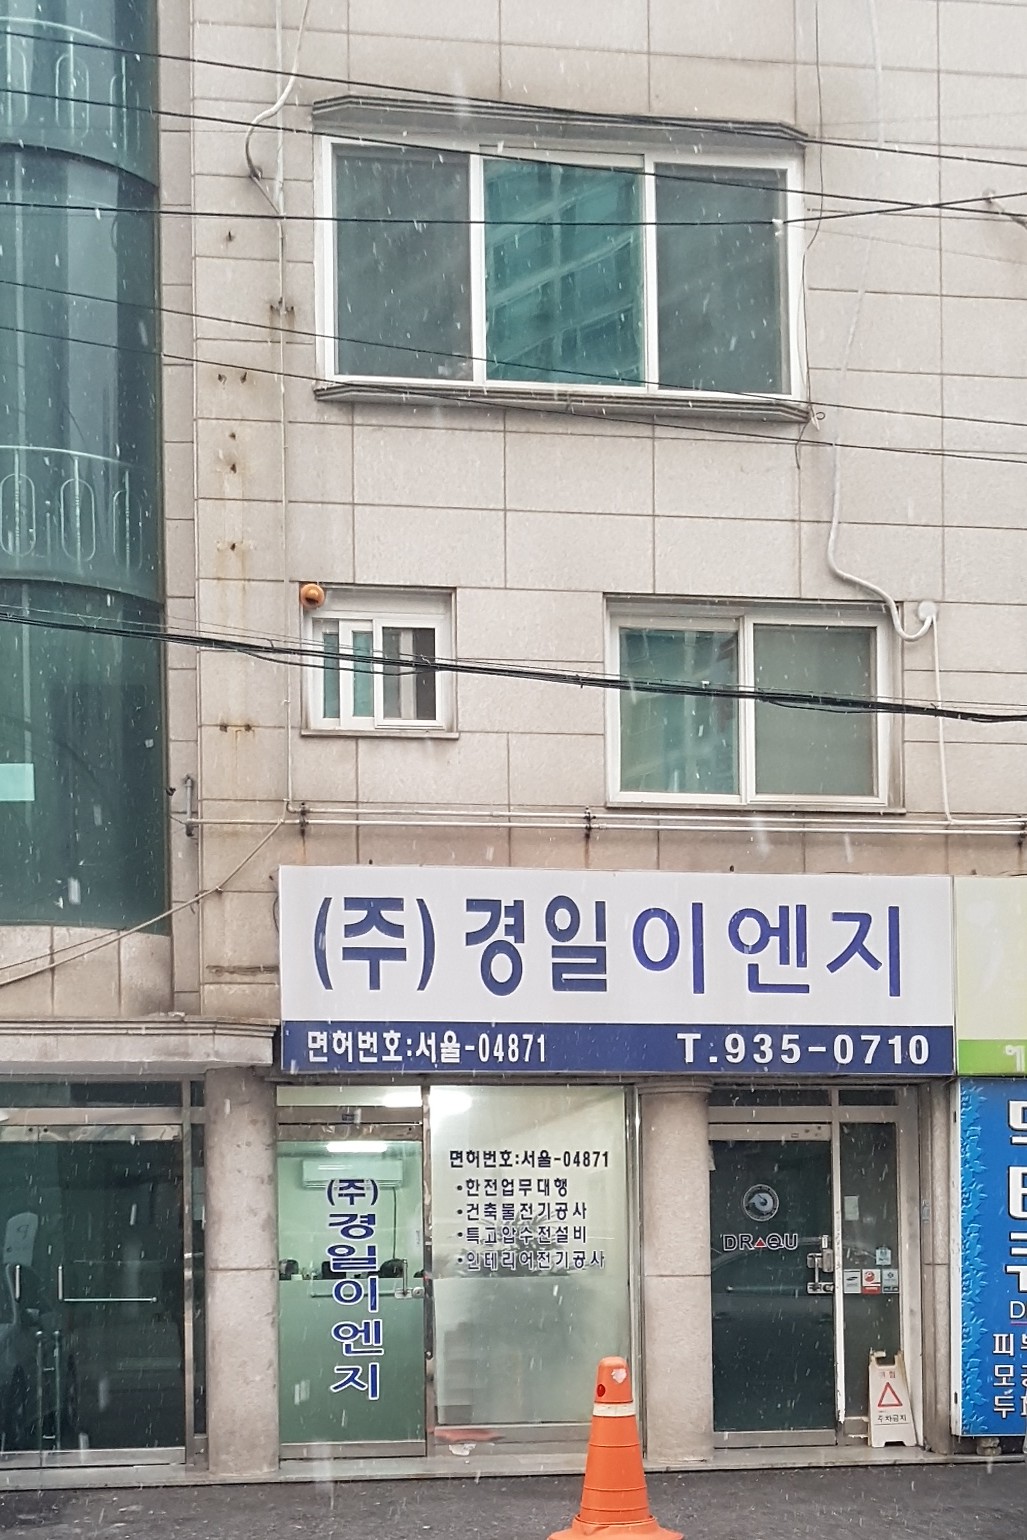 (주) 경일이엔지
면허번호:서울-04871 T.935-0710
(주)
경일이엔지
면허번호:서울-04871
•한전업무대행
•건축물전기공사
•특고압수전설비
•인테리어전기공사
DR▲QU
주차금지